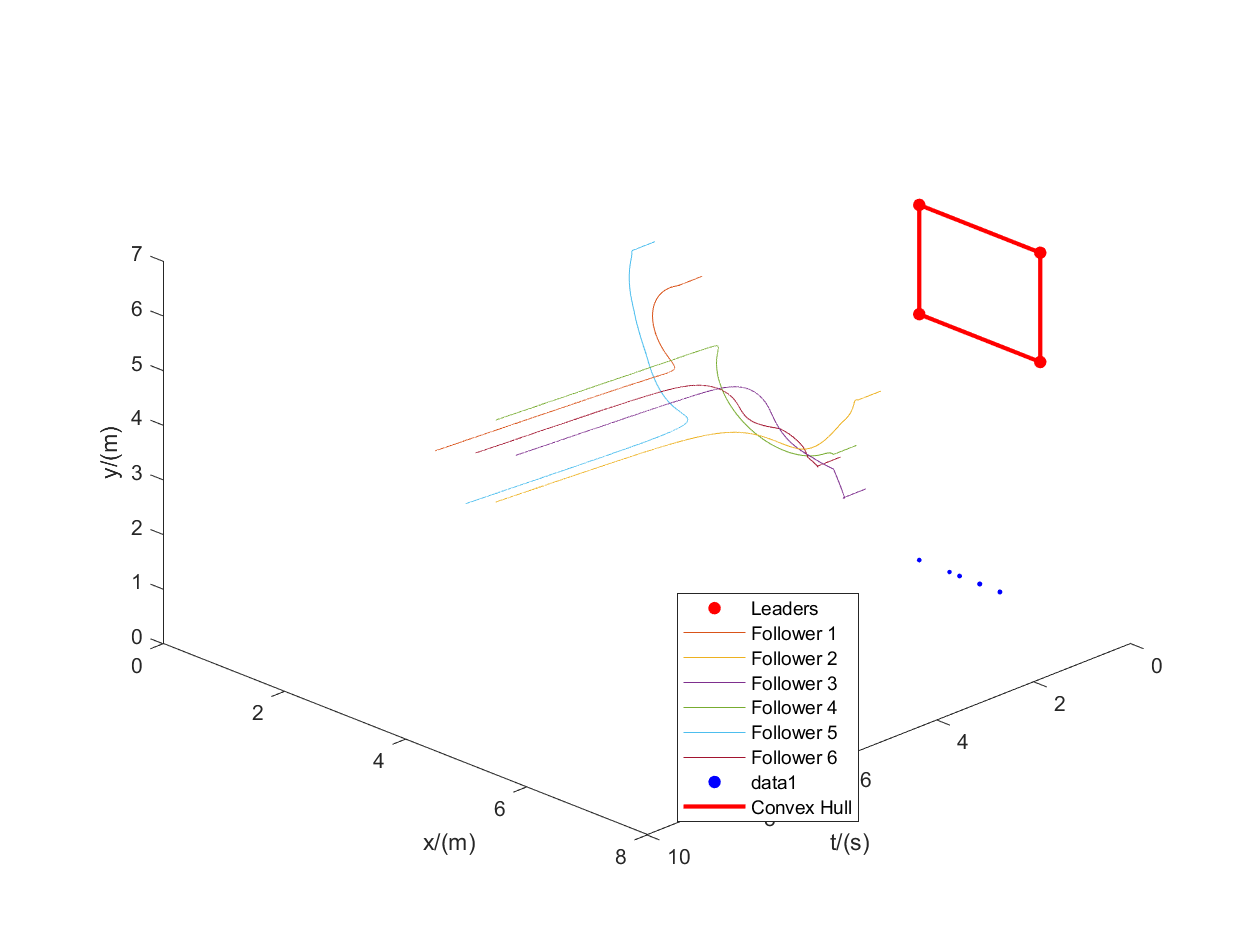 7
6
5
4
3
2
1
0
y/(m)
0
2
4
6
8
x/(m)
10
6
4
2
0
t/(s)
Leaders
Follower 1
Follower 2
Follower 3
Follower 4
Follower 5
Follower 6
data1
Convex Hull